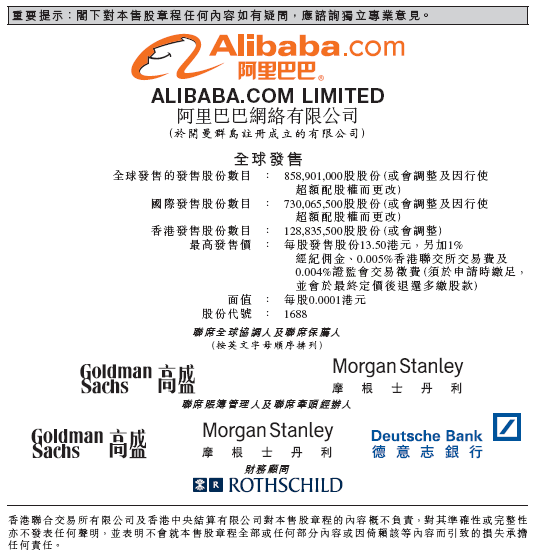 重要提示：閣下對本售股章程任何內容如有疑問，應諮詢獨立專業意見。
Alibaba.com
阿里巴巴®
ALIBABA.COM LIMITED
阿里巴巴網絡有限公司
(於開曼群島註冊成立的有限公司)
全球發售
全球發售的發售股份數目 ： 858,901,000股股份(或會調整及因行使
超額配股權而更改)
國際發售股份數目 ： 730,065,500股股份(或會調整及因行使
超額配股權而更改)
香港發售股份數目 ： 128,835,500股股份(或會調整)
最高發售價 ： 每股發售股份13.50港元，另加1%
經紀佣金、0.005%香港聯交所交易費及
0.004%證監會交易徵費(須於申請時繳足，
並會於最終定價後退還多繳股款)
面值 ： 每股0.0001港元
股份代號 ： 1688
聯席全球協調人及聯席保薦人
(按英文字母順序排列)
Goldman Sachs 高盛
Morgan Stanley
摩根士丹利
聯席賬簿管理人及聯席牽頭經辦人
Goldman Sachs 高盛
Morgan Stanley
摩根士丹利
Deutsche Bank
德意志銀行
財務顧問
R ROTHSCHILD
香港聯合交易所有限公司及香港中央結算有限公司對本售股章程的內容概不負責，對其準確性或完整性
亦不發表任何聲明，並表明不會就本售股章程全部或任何部分內容或因倚賴該等內容而引致的損失承擔
任何責任。